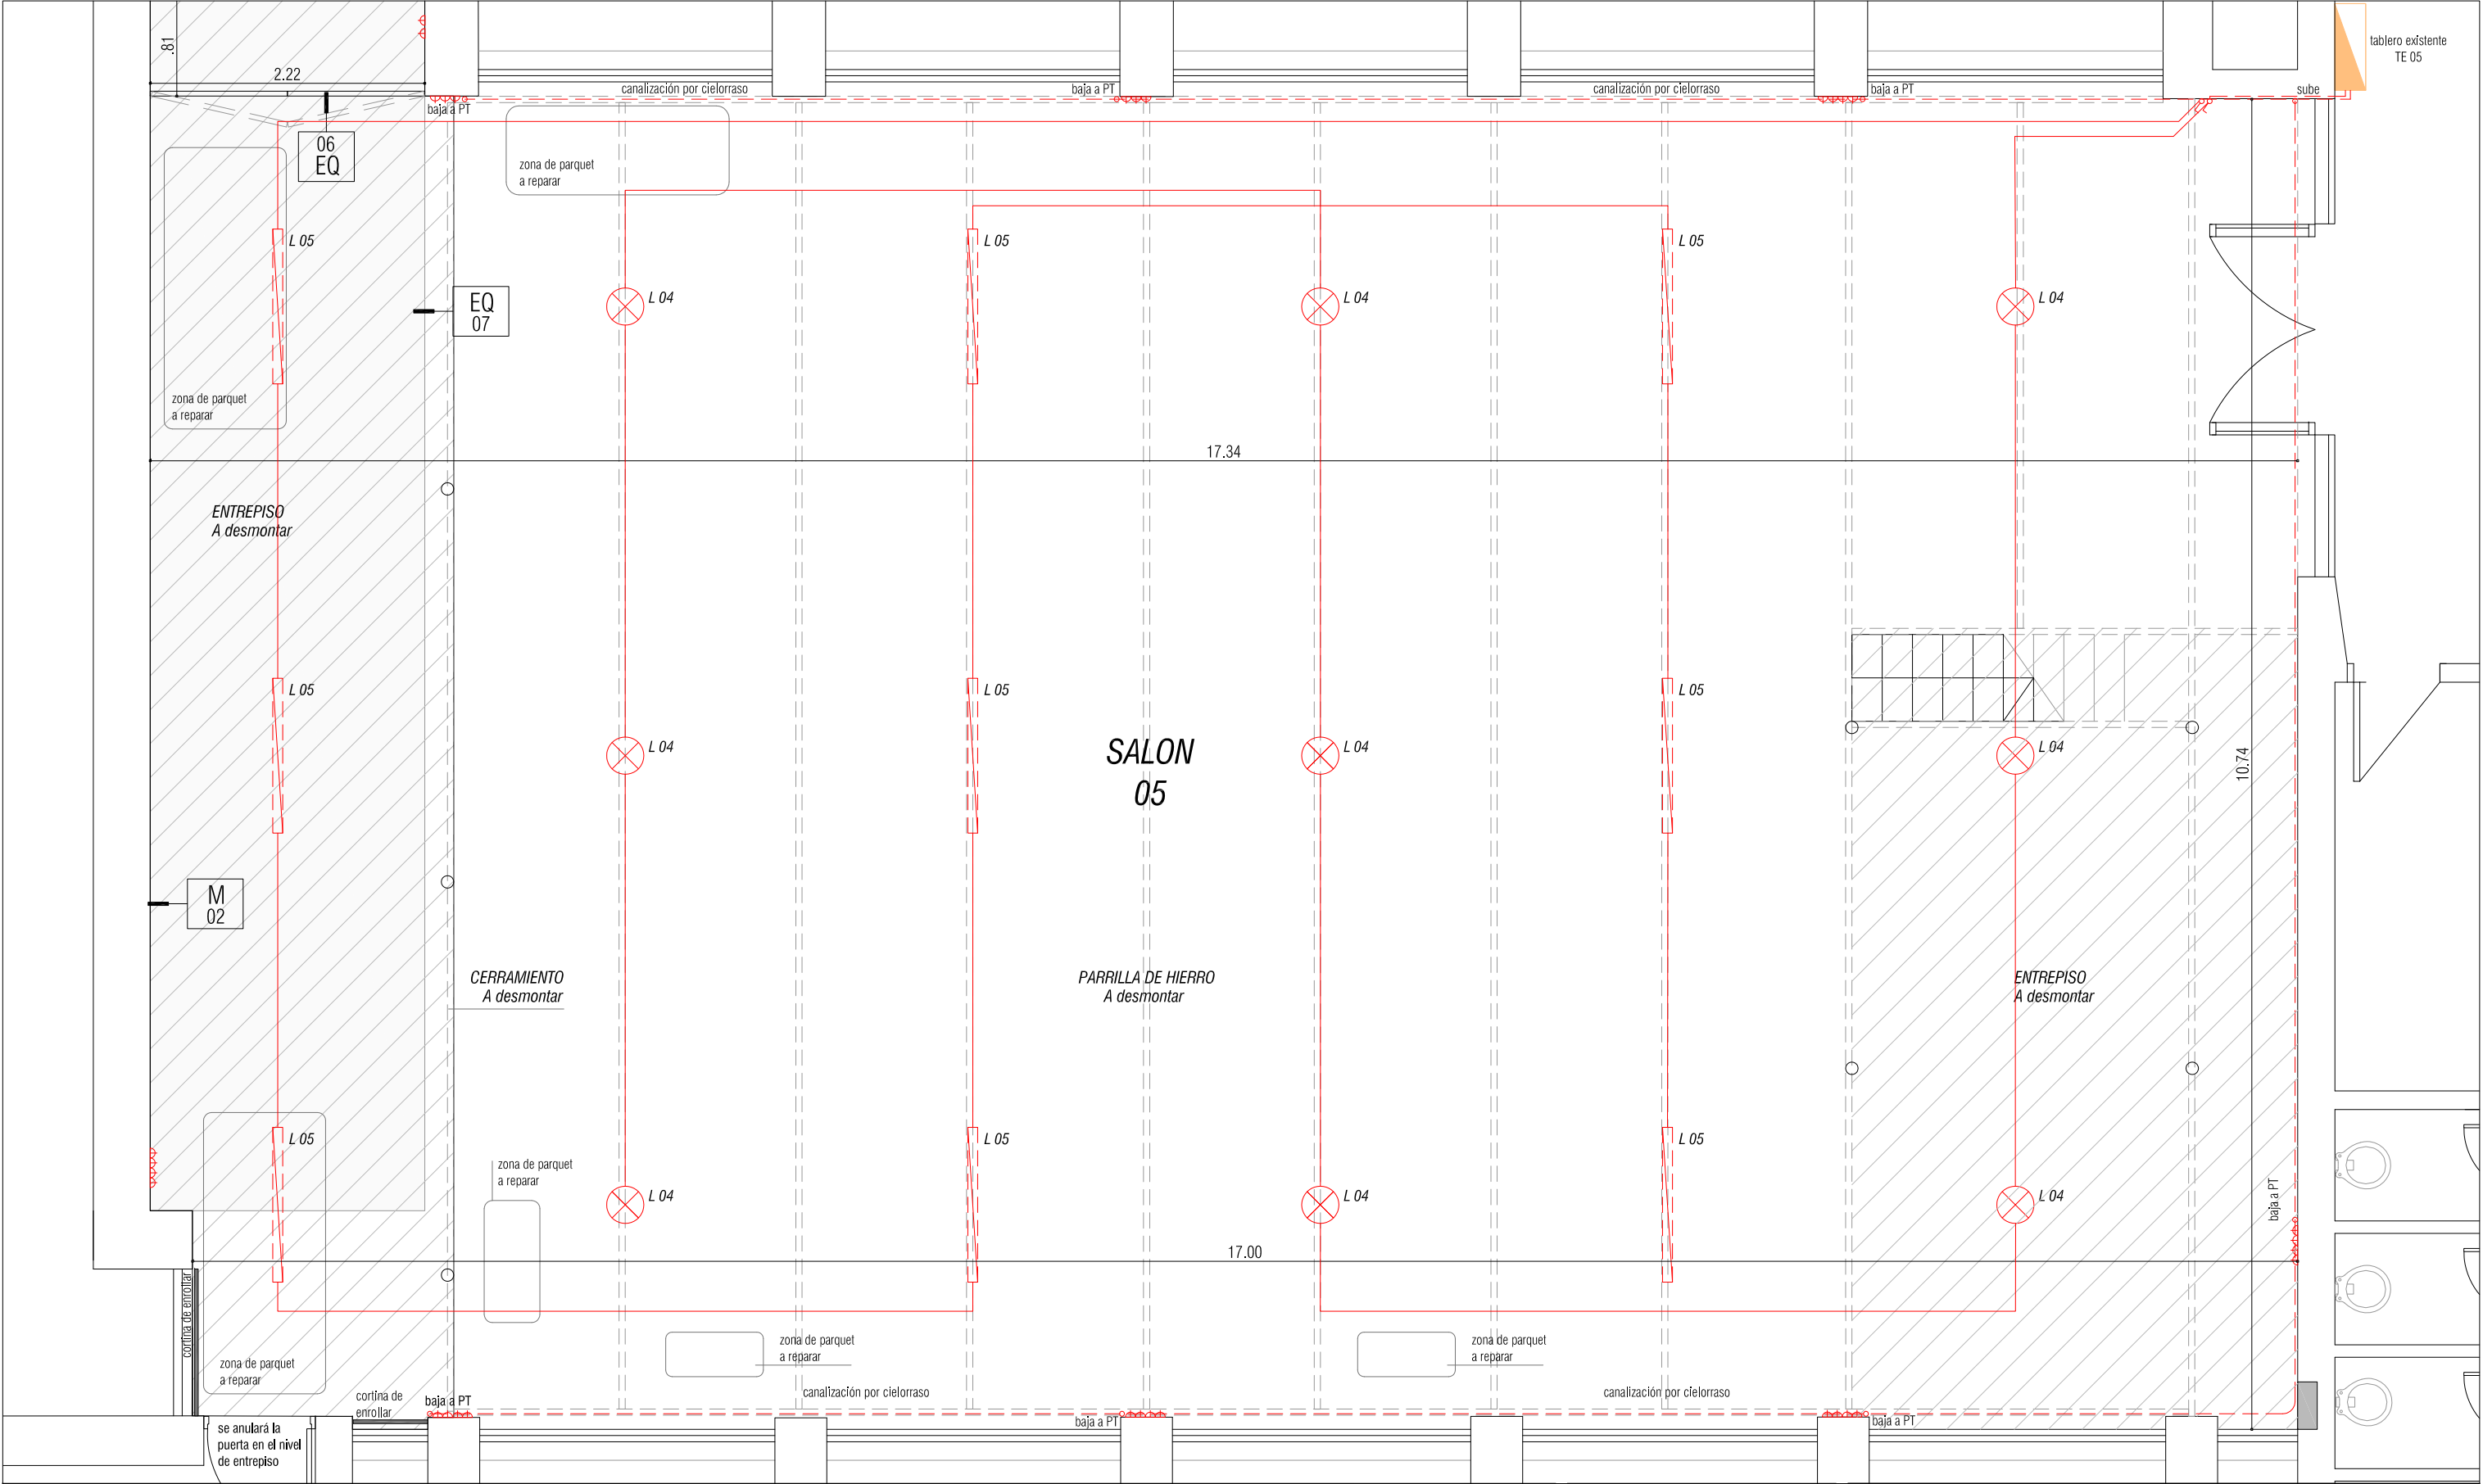 .81
2.22
tablero existente
TE 05
canalización por cielorraso
baja a PT
canalización por cielorraso
baja a PT
sube
baja a PT
06
EQ
zona de parquet
a reparar
L 05
L 05
L 05
EQ
07
L 04
L 04
L 04
zona de parquet
a reparar
17.34
ENTREPISO
A desmontar
L 05
L 05
L 05
SALON
05
L 04
L 04
L 04
10.74
M
02
CERRAMIENTO
A desmontar
PARRILLA DE HIERRO
A desmontar
ENTREPISO
A desmontar
L 05
L 05
L 05
zona de parquet
a reparar
L 04
L 04
L 04
baja a PT
17.00
cortina de enrollar
zona de parquet
a reparar
zona de parquet
a reparar
zona de parquet
a reparar
cortina de
enrollar
baja a PT
canalización por cielorraso
canalización por cielorraso
baja a PT
baja a PT
se anulará la
puerta en el nivel
de entrepiso